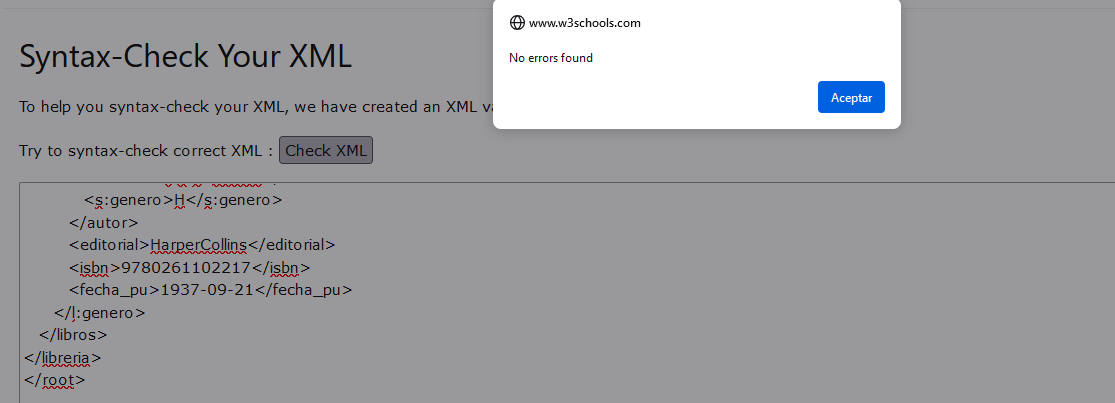 www.w3schools.com
No errors found
Aceptar
Syntax-Check Your XML
To help you syntax-check your XML, we have created an XML
Try to syntax-check correct XML : Check XML
<s:genero>H</s:genero>
</autor>
<editorial>HarperCollins</editorial>
<isbn>9780261102217</isbn>
<fecha_pu>1937-09-21</fecha_pu>
</l:genero>
</libros>
</libreria>
</root>